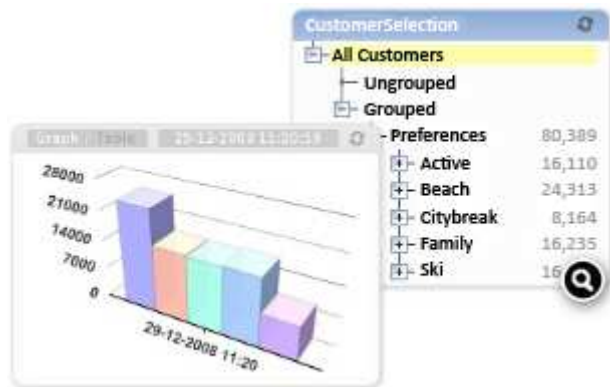 CustomerSelection
All Customers
Ungrouped
Grouped
Preferences 80,389
Active 16,110
Beach 24,313
Citybreak 8,164
Family 16,235
Ski 16
Graph Table 29-12-2008 11:20:59
28000
21000
14000
7000
0
29-12-2008 11:20